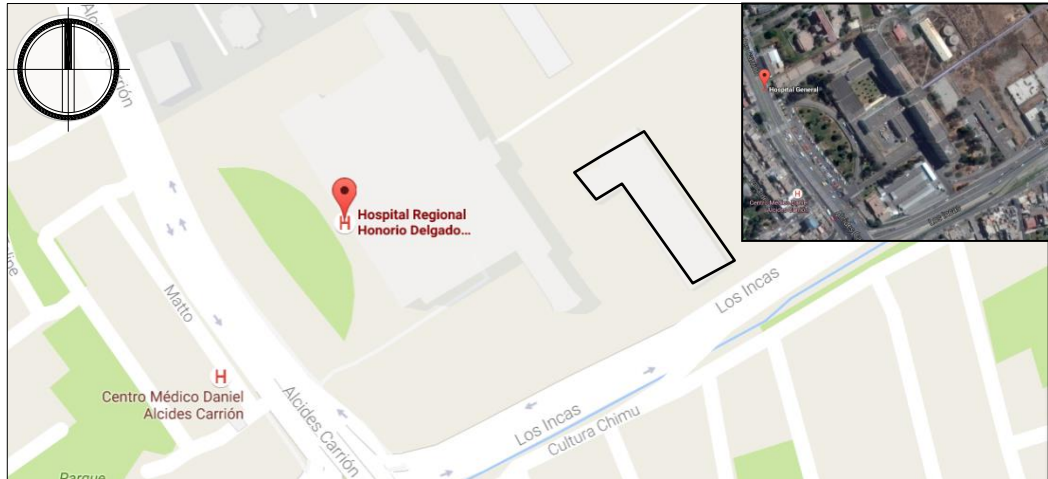 Alcides Carrión
Hospital General
Hospital Regional
Honorio Delgado...
Los Incas
Felipe
Matto
Centro Médico Daniel
Alcides Carrión
Alcides Carrión
Los Incas
Cultura Chimu
Parque
H
H
H
Centro Médico Daniel
Alcides Carrión
Los Incas